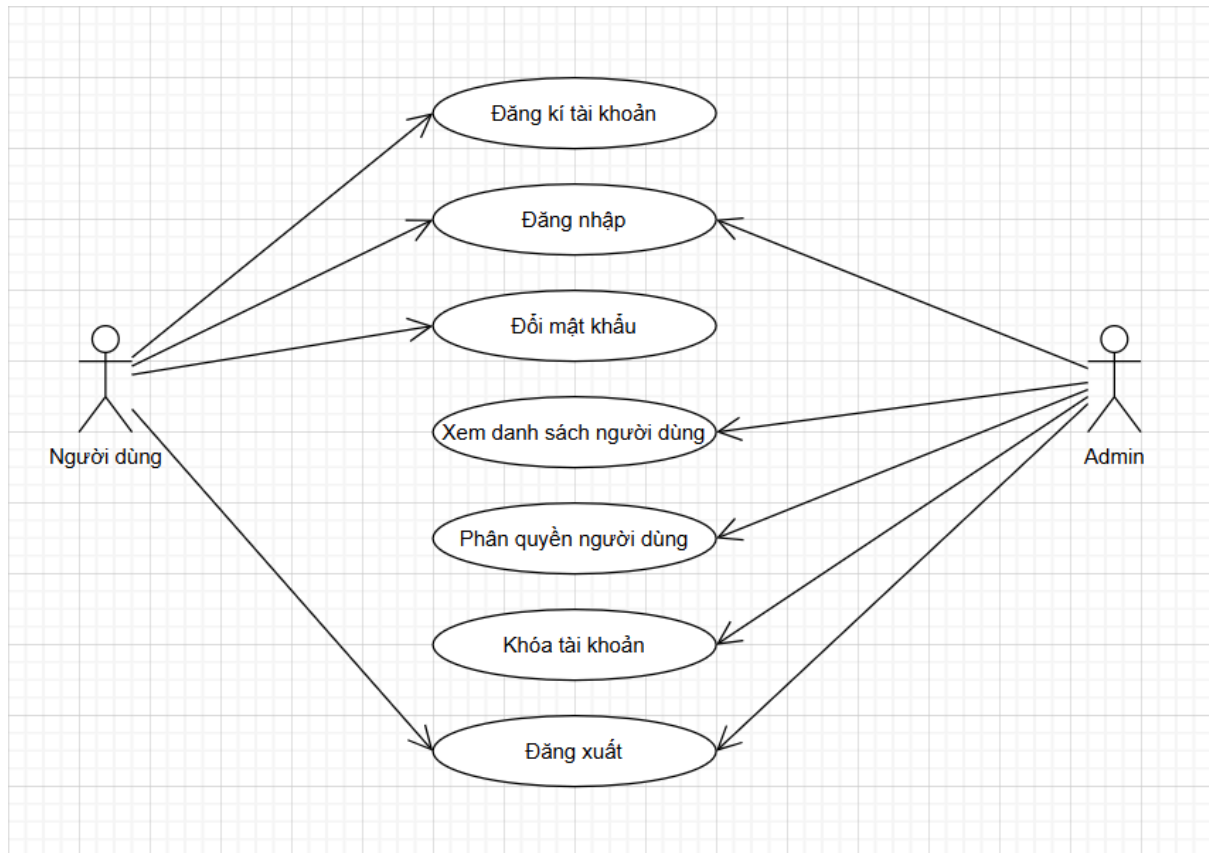 Đăng kí tài khoản
Đăng nhập
Đổi mật khẩu
Xem danh sách người dùng
Người dùng
Admin
Phân quyền người dùng
Khóa tài khoản
Đăng xuất